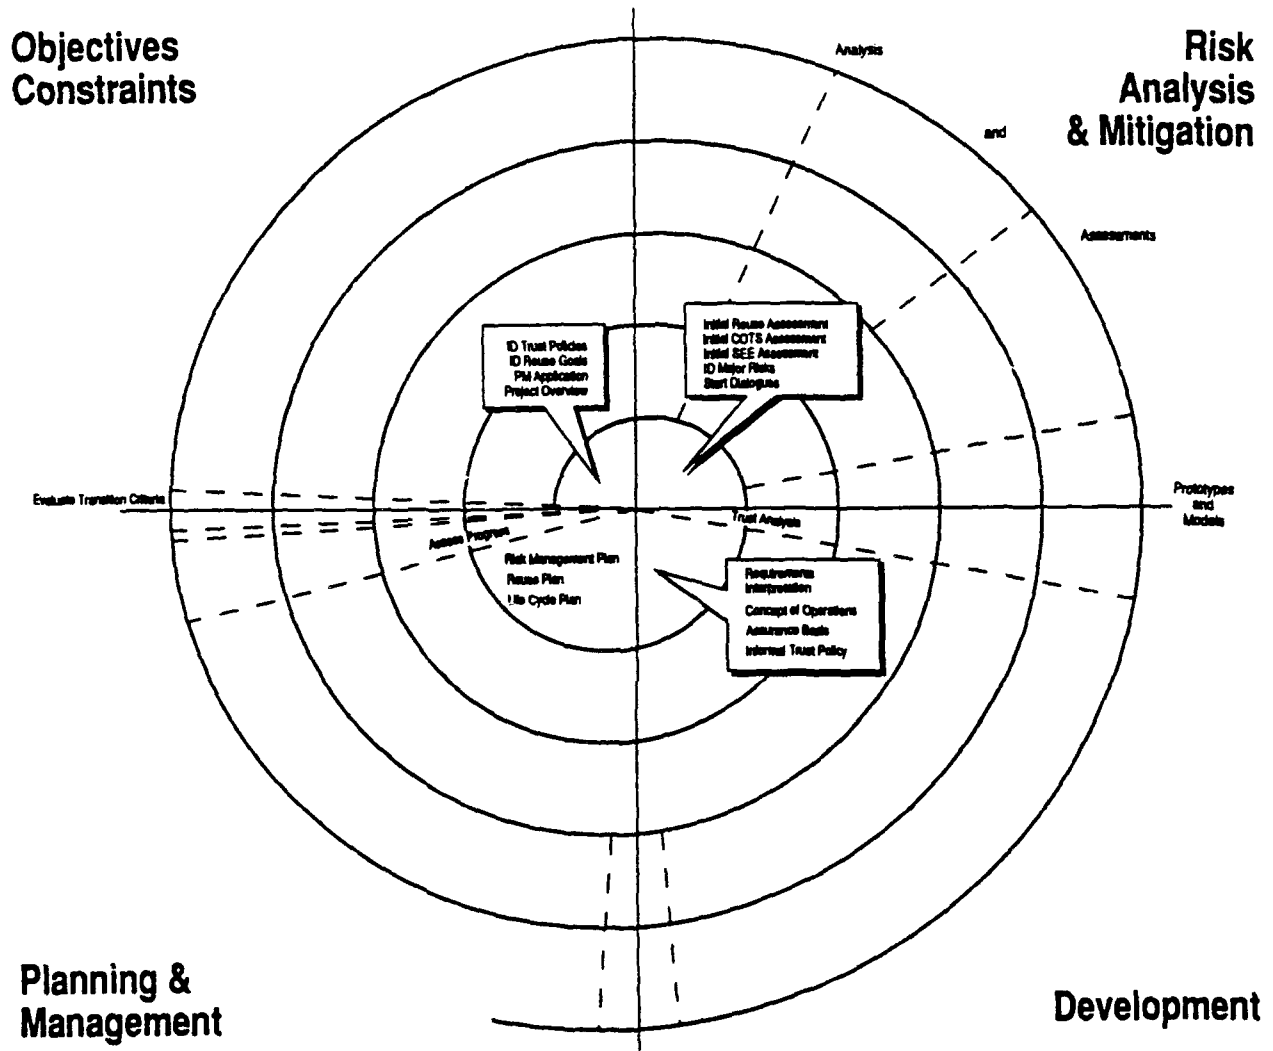 Objectives
Constraints
Risk
Analysis
& Mitigation
Analysis
and
Assessments
ID Trust Policies
ID Reuse Goals
PM Application
Project Overview
Initial Reuse Assessment
Initial COTS Assessment
Initial SEE Assessment
ID Major Risks
Start Dialogues
Evaluate Transition Criteria
Prototypes
and
Models
Trust Analysis
Assess Progress
Risk Management Plan
Reuse Plan
Life Cycle Plan
Requirements
Interpretation
Concept of Operations
Assurance Basis
Informal Trust Policy
Planning &
Management
Development